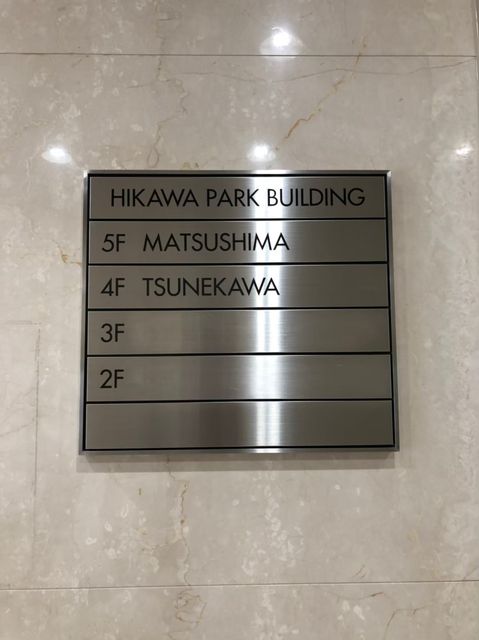 HIKAWA PARK BUILDING
5F MATSUSHIMA
4F TSUNEKAWA
3F
2F